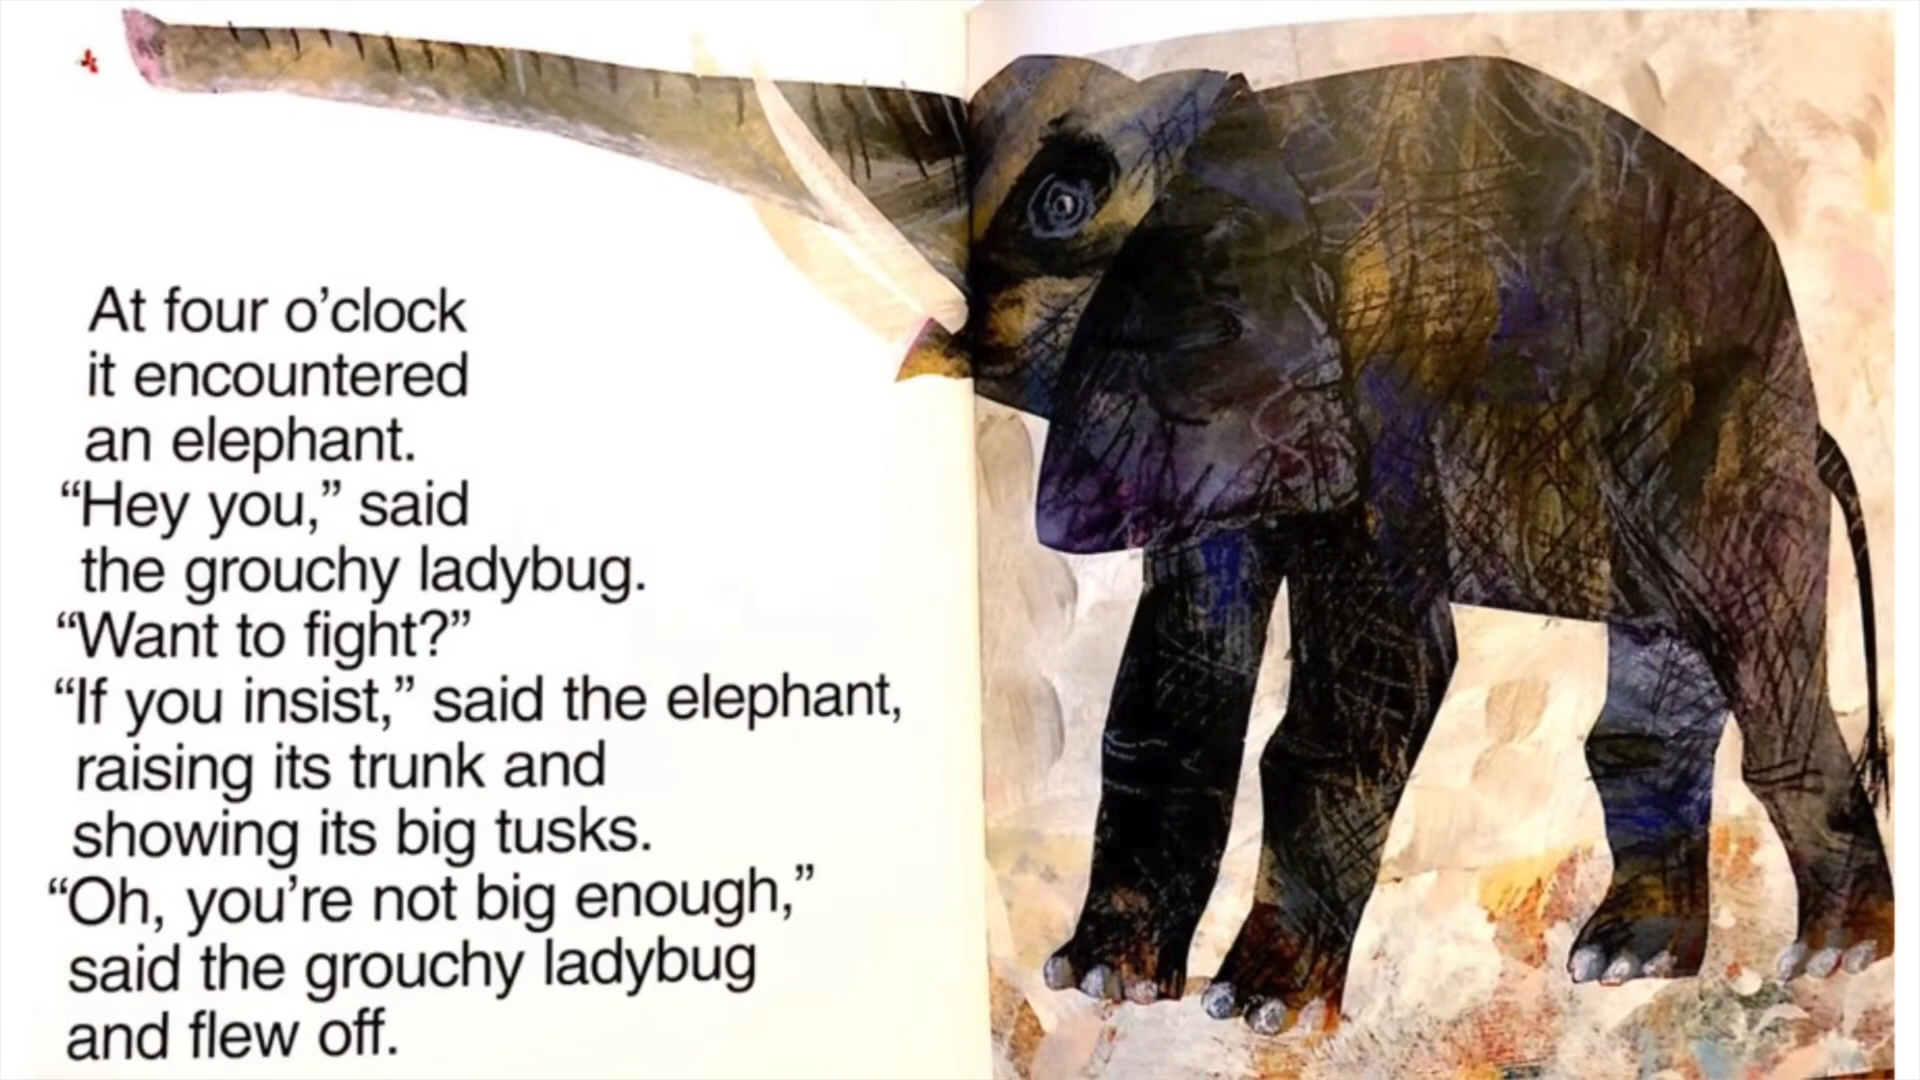 At four o’clock
it encountered
an elephant.
“Hey you,” said
the grouchy ladybug.
“Want to fight?”
“If you insist,” said the elephant,
raising its trunk and
showing its big tusks.
“Oh, you’re not big enough,”
said the grouchy ladybug
and flew off.